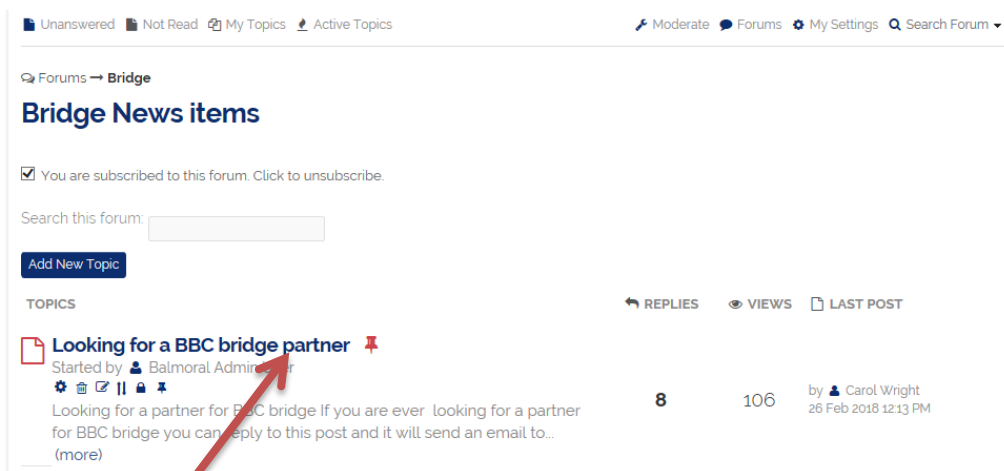 Unanswered Not Read My Topics Active Topics Moderate Forums My Settings Search Forum
Forums → Bridge
Bridge News items
You are subscribed to this forum. Click to unsubscribe.
Search this forum:
Add New Topic
TOPICS REPLIES VIEWS LAST POST
Looking for a BBC bridge partner
Started by Balmoral
Looking for a partner for BBC bridge If you are ever looking for a partner 8 106 by Carol Wright
for BBC bridge you can reply to this post and it will send an email to... 26 Feb 2018 12:13 PM
(more)